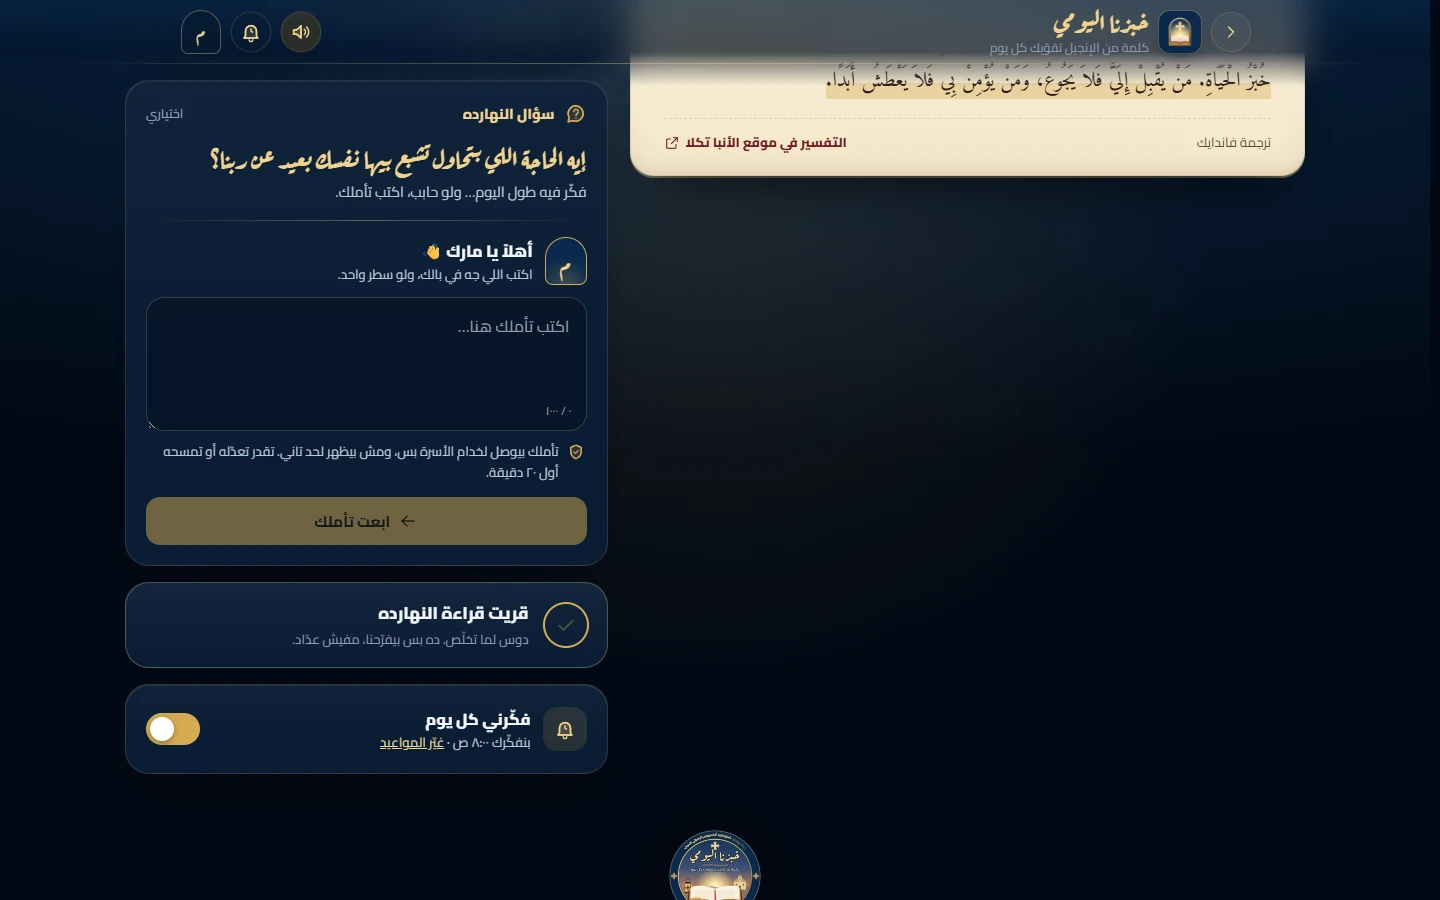 خبزنا اليومي
كلمة من الإنجيل تقوّيك كل يوم
م
خُبْزُ الْحَيَاةِ. مَنْ يُقْبِلْ إِلَيَّ فَلاَ يَجُوعُ، وَمَنْ يُؤْمِنْ بِي فَلاَ يَعْطَشُ أَبَدًا.
ترجمة فاندايك
التفسير في موقع الأنبا تكلا
سؤال النهارده
اختياري
إيه الحاجة اللي بتحاول تشبع بيها نفسك بعيد عن ربنا؟
فكّر فيه طول اليوم... ولو حابب، اكتب تأملك.
م
أهلاً يا مارك 👋
اكتب اللي جه في بالك، ولو سطر واحد.
اكتب تأملك هنا...
٠ / ١٠٠٠
تأملك بيوصل لخدام الأسرة بس، ومش بيظهر لحد تاني. تقدر تعدّله أو تمسحه
أول ٢٠ دقيقة.
ابعت تأملك
قريت قراءة النهارده
دوس لما تخلّص. ده بس بيفرّحنا، مفيش عدّاد.
فكّرني كل يوم
بنفكّرك ٨:٠٠ ص · غيّر المواعيد
خبزنا اليومي